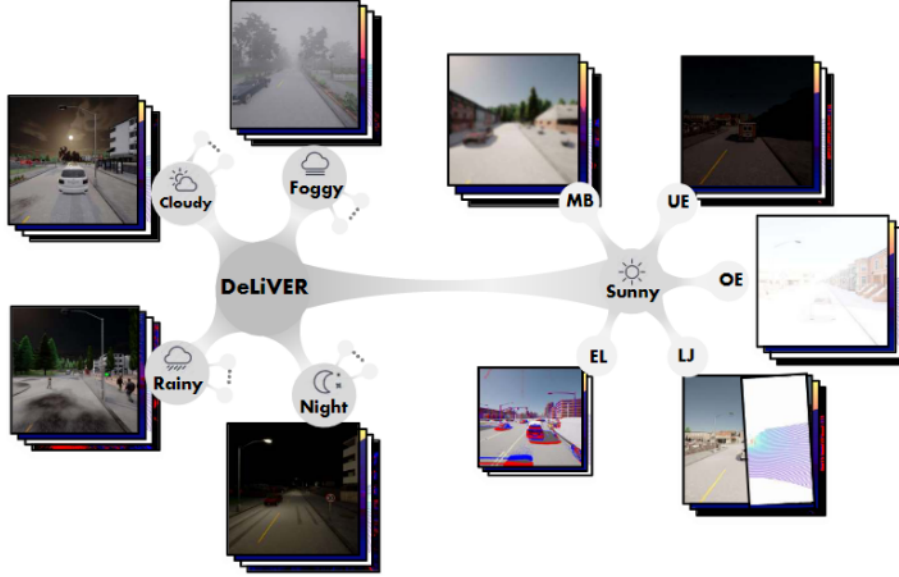 Foggy
Cloudy
MB
UE
DeLiVER
Sunny
OE
Rainy
Night
EL
LJ